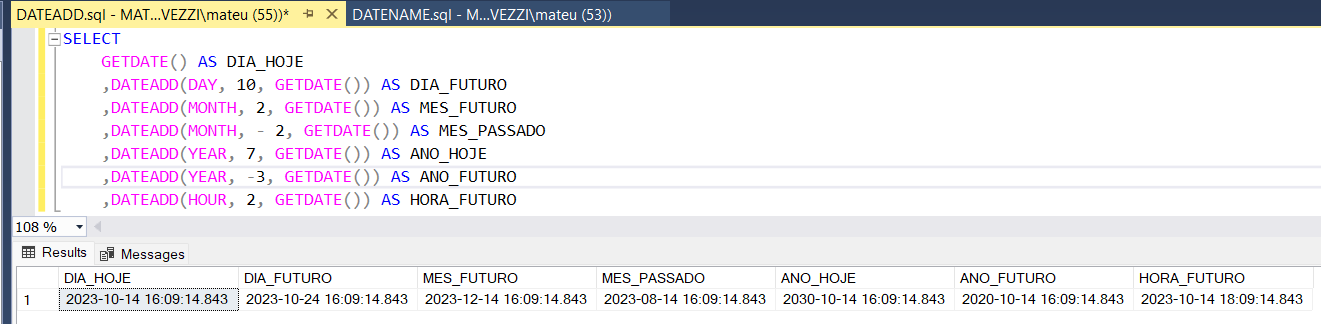 DATEADD.sql - MAT...VEZZI\mateu (55))* DATENAME.sql - M...VEZZI\mateu (53))
SELECT
GETDATE() AS DIA_HOJE
,DATEADD(DAY, 10, GETDATE()) AS DIA_FUTURO
,DATEADD(MONTH, 2, GETDATE()) AS MES_FUTURO
,DATEADD(MONTH, - 2, GETDATE()) AS MES_PASSADO
,DATEADD(YEAR, 7, GETDATE()) AS ANO_HOJE
,DATEADD(YEAR, -3, GETDATE()) AS ANO_FUTURO
,DATEADD(HOUR, 2, GETDATE()) AS HORA_FUTURO
108 %
Results Messages
DIA_HOJE DIA_FUTURO MES_FUTURO MES_PASSADO ANO_HOJE ANO_FUTURO HORA_FUTURO
1 2023-10-14 16:09:14.843 2023-10-24 16:09:14.843 2023-12-14 16:09:14.843 2023-08-14 16:09:14.843 2030-10-14 16:09:14.843 2020-10-14 16:09:14.843 2023-10-14 18:09:14.843